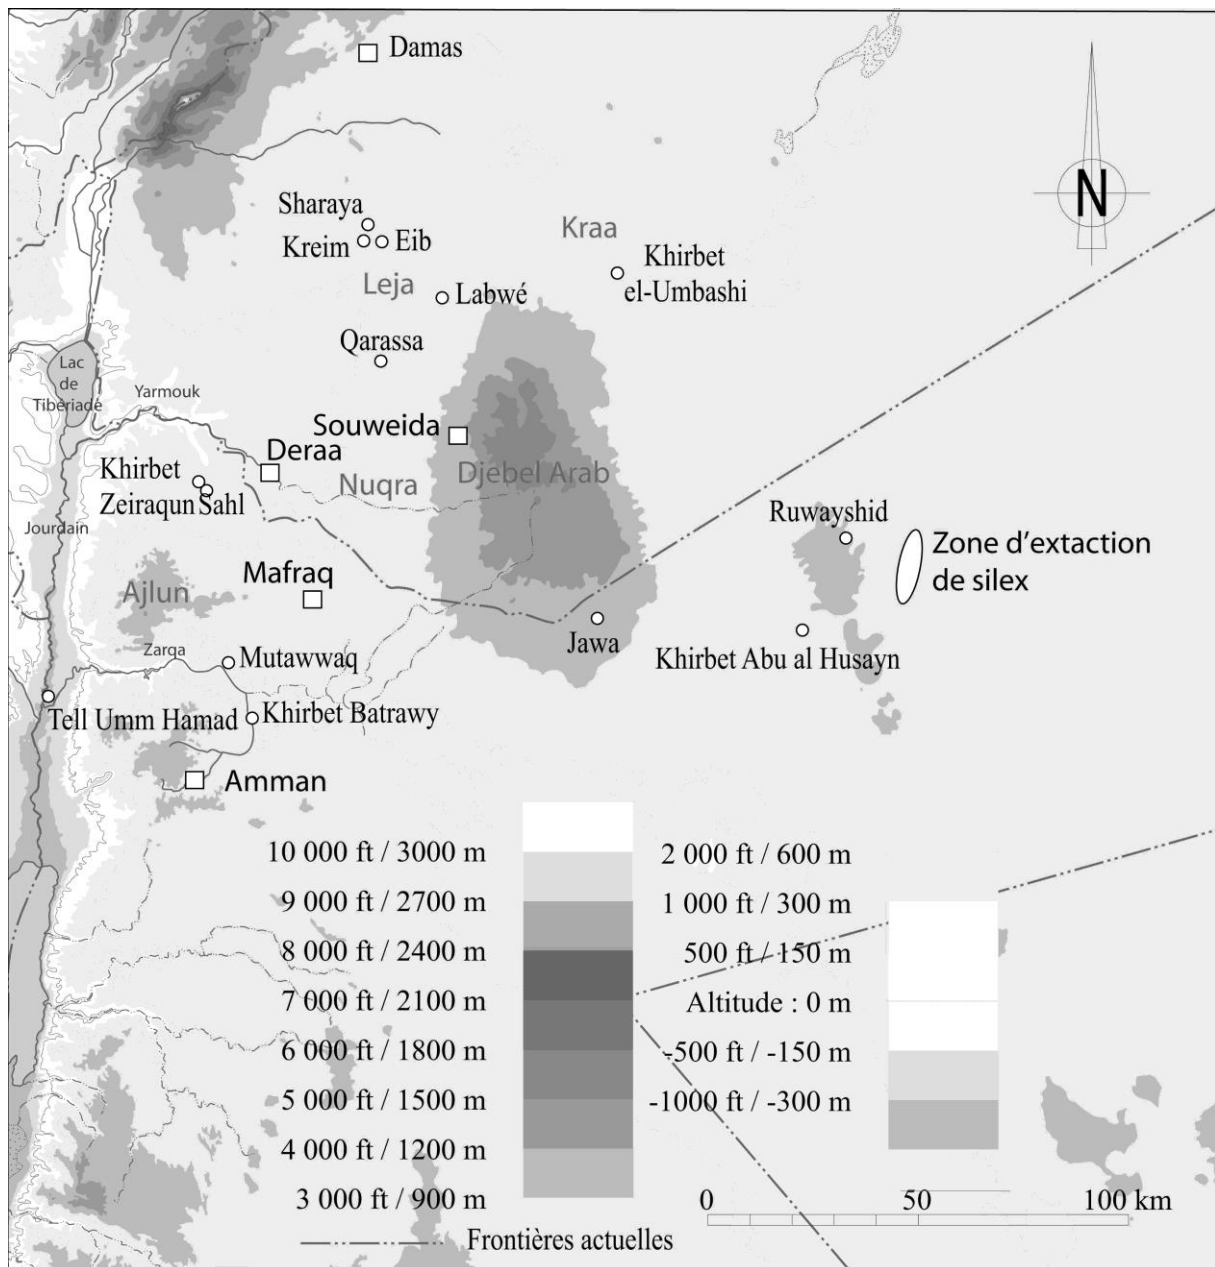 Damas
N
Sharaya
Kreim
Eib
Kraa
Khirbet
el-Umbashi
Leja
Labwé
Qarassa
Lac
de
Tibériade
Yarmouk
Souweida
Deraa
Khirbet
Zeiraqun
Sahl
Nuqra
Djebel Arab
Jourdain
Ruwayshid
Zone d'extaction
de silex
Mafraq
Ajlun
Jawa
Khirbet Abu al Husayn
Zarqa
Mutawwaq
Tell Umm Hamad
Khirbet Batrawy
Amman
10 000 ft / 3000 m
9 000 ft / 2700 m
8 000 ft / 2400 m
7 000 ft / 2100 m
6 000 ft / 1800 m
5 000 ft / 1500 m
4 000 ft / 1200 m
3 000 ft / 900 m
2 000 ft / 600 m
1 000 ft / 300 m
500 ft / 150 m
Altitude : 0 m
-500 ft / -150 m
-1000 ft / -300 m
0 50 100 km
Frontières actuelles